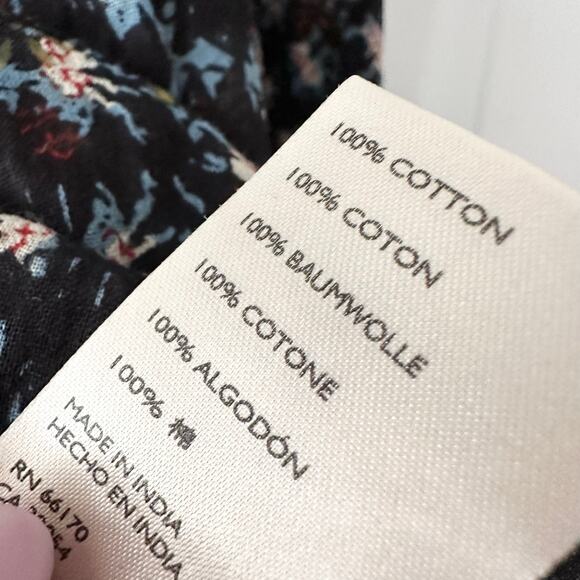 100% COTTON
100% COTON
100% BAUMWOLLE
100% COTONE
100% ALGODÓN
100% 棉
MADE IN INDIA
HECHO EN INDIA
RN 66170